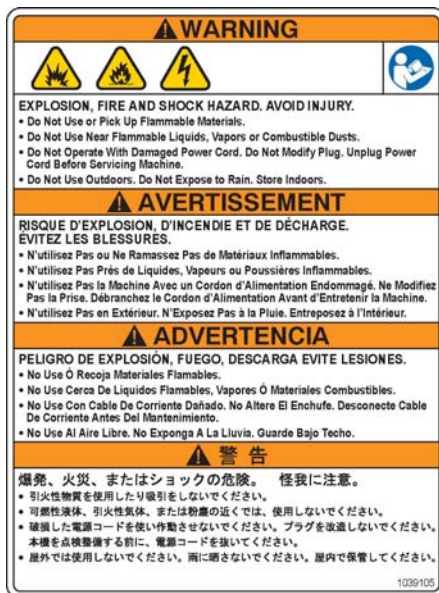 WARNING
EXPLOSION, FIRE AND SHOCK HAZARD. AVOID INJURY.
• Do Not Use or Pick Up Flammable Materials.
• Do Not Use Near Flammable Liquids, Vapors or Combustible Dusts.
• Do Not Operate With Damaged Power Cord. Do Not Modify Plug. Unplug Power
Cord Before Servicing Machine.
• Do Not Use Outdoors. Do Not Expose to Rain. Store Indoors.
AVERTISSEMENT
RISQUE D'EXPLOSION, D'INCENDIE ET DE DÉCHARGE.
ÉVITEZ LES BLESSURES.
• N'utilisez Pas ou Ne Ramassez Pas de Matériaux Inflammables.
• N'utilisez Pas Prés de Liquides, Vapeurs ou Poussières Inflammables.
• N'utilisez Pas la Machine Avec un Cordon d'Alimentation Endommagé. Ne Modifiez
Pas la Prise. Débranchez le Cordon d'Alimentation Avant d'Entretenir la Machine.
• N'utilisez Pas en Extérieur. N'Exposez Pas à la Pluie. Entreposez à l'Intérieur.
ADVERTENCIA
PELIGRO DE EXPLOSIÓN, FUEGO, DESCARGA EVITE LESIONES.
• No Use Ó Recoja Materiales Flamables.
• No Use Cerca De Liquidos Flamables, Vapores Ó Materiales Combustibles.
• No Use Con Cable De Corriente Dañado. No Altere El Enchufe. Desconecte Cable
De Corriente Antes Del Mantenimiento.
• No Use Al Aire Libre. No Exponga A La Lluvia. Guarde Bajo Techo.
警告
爆発、火災、またはショックの危険。 怪我に注意。
• 引火性物質を使用したり吸引をしないでください。
• 可燃性液体、引火性気体、または粉塵の近くでは、使用しないでください。
• 破損した電源コードを使い作動させないでください。プラグを改造しないでください。
本機を点検整備する前に、電源コードを抜いてください。
• 屋外では使用しないでください。雨に晒さないでください。屋内で保管してください。
1039105